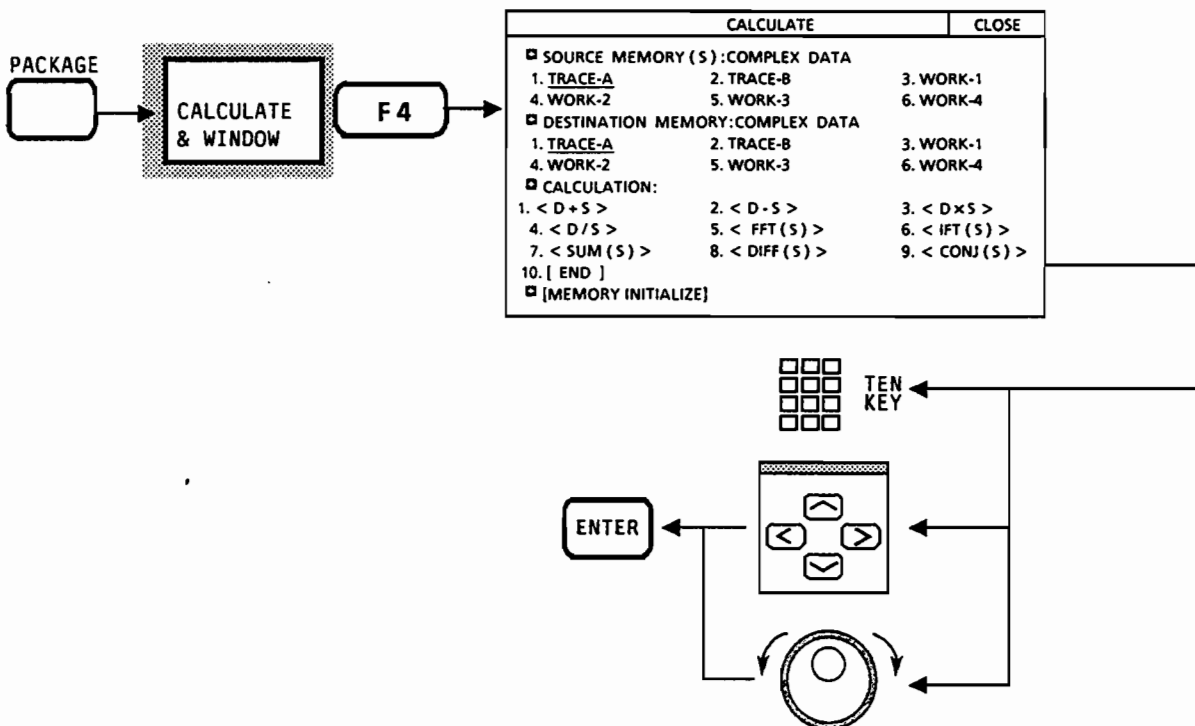 PACKAGE
CALCULATE
& WINDOW
F4
CALCULATE CLOSE
SOURCE MEMORY(S):COMPLEX DATA
1. TRACE-A 2. TRACE-B 3. WORK-1
4. WORK-2 5. WORK-3 6. WORK-4
DESTINATION MEMORY:COMPLEX DATA
1. TRACE-A 2. TRACE-B 3. WORK-1
4. WORK-2 5. WORK-3 6. WORK-4
CALCULATION:
1. < D+S > 2. < D-S > 3. < D×S >
4. < D/S > 5. < FFT(S) > 6. < IFT(S) >
7. < SUM(S) > 8. < DIFF(S) > 9. < CONJ(S) >
10. [ END ]
[MEMORY INITIALIZE]
TEN
KEY
< >
ENTER